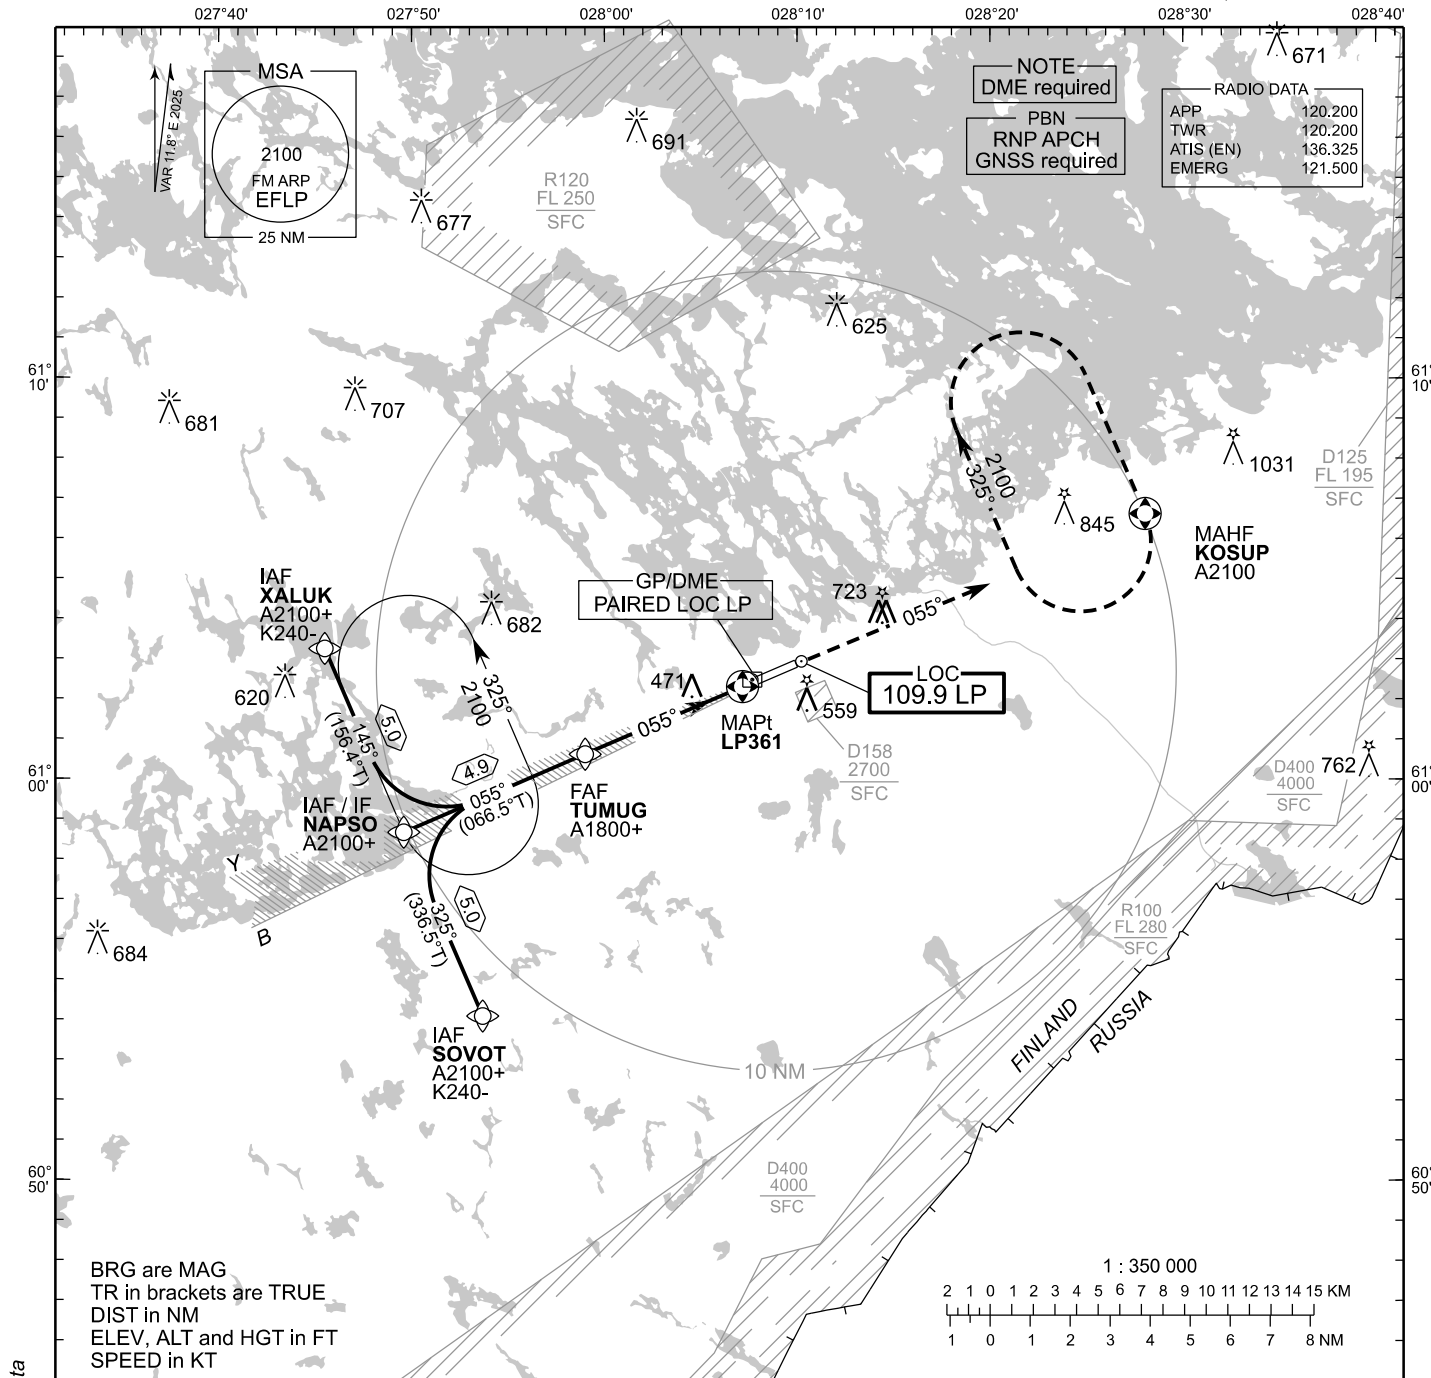 027°40'
027°50'
028°00'
028°10'
028°20'
028°30'
028°40'
VAR 11.8° E 2025
MSA
2100
FM ARP
EFLP
25 NM
691
677
R120
FL 250
SFC
NOTE
DME required
PBN
RNP APCH
GNSS required
671
RADIO DATA
APP 120.200
TWR 120.200
ATIS (EN) 136.325
EMERG 121.500
625
61°
10'
61°
10'
681
707
1031
D125
FL 195
SFC
2100
325°
845
MAHF
KOSUP
A2100
IAF
XALUK
A2100+
K240-
682
GP/DME
PAIRED LOC LP
723
055°
620
325°
2100
471
LOC
109.9 LP
559
MAPt
LP361
055°
5.0
145°
(156.4°T)
4.9
055°
(066.5°T)
D158
2700
SFC
762
D400
4000
SFC
61°
00'
61°
00'
IAF / IF
NAPSO
A2100+
FAF
TUMUG
A1800+
Y
B
684
5.0
325°
(336.5°T)
R100
FL 280
SFC
IAF
SOVOT
A2100+
K240-
FINLAND
RUSSIA
10 NM
60°
50'
60°
50'
D400
4000
SFC
BRG are MAG
TR in brackets are TRUE
DIST in NM
ELEV, ALT and HGT in FT
SPEED in KT
1 : 350 000
2 1 0 1 2 3 4 5 6 7 8 9 10 11 12 13 14 15 KM
1 0 1 2 3 4 5 6 7 8 NM
ta